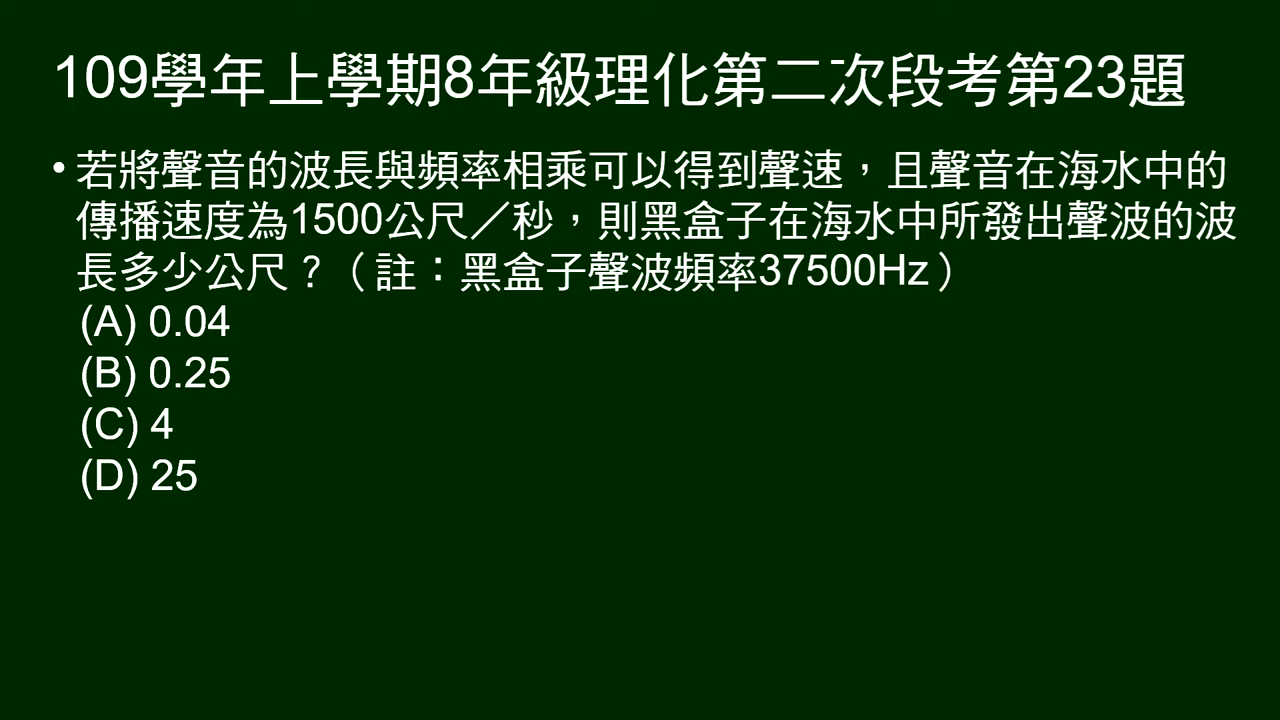 109學年上學期8年級理化第二次段考第23題
• 若將聲音的波長與頻率相乘可以得到聲速，且聲音在海水中的
傳播速度為1500公尺／秒，則黑盒子在海水中所發出聲波的波
長多少公尺？（註：黑盒子聲波頻率37500Hz）
(A) 0.04
(B) 0.25
(C) 4
(D) 25